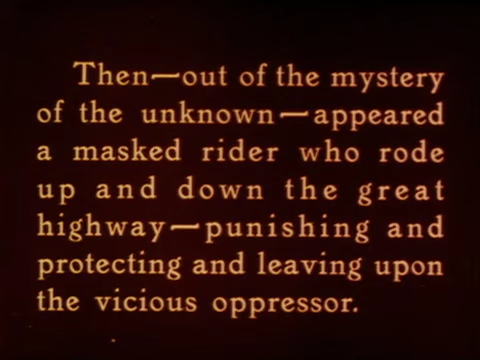 Then—out of the mystery
of the unknown—appeared
a masked rider who rode
up and down the great
highway—punishing and
protecting and leaving upon
the vicious oppressor.